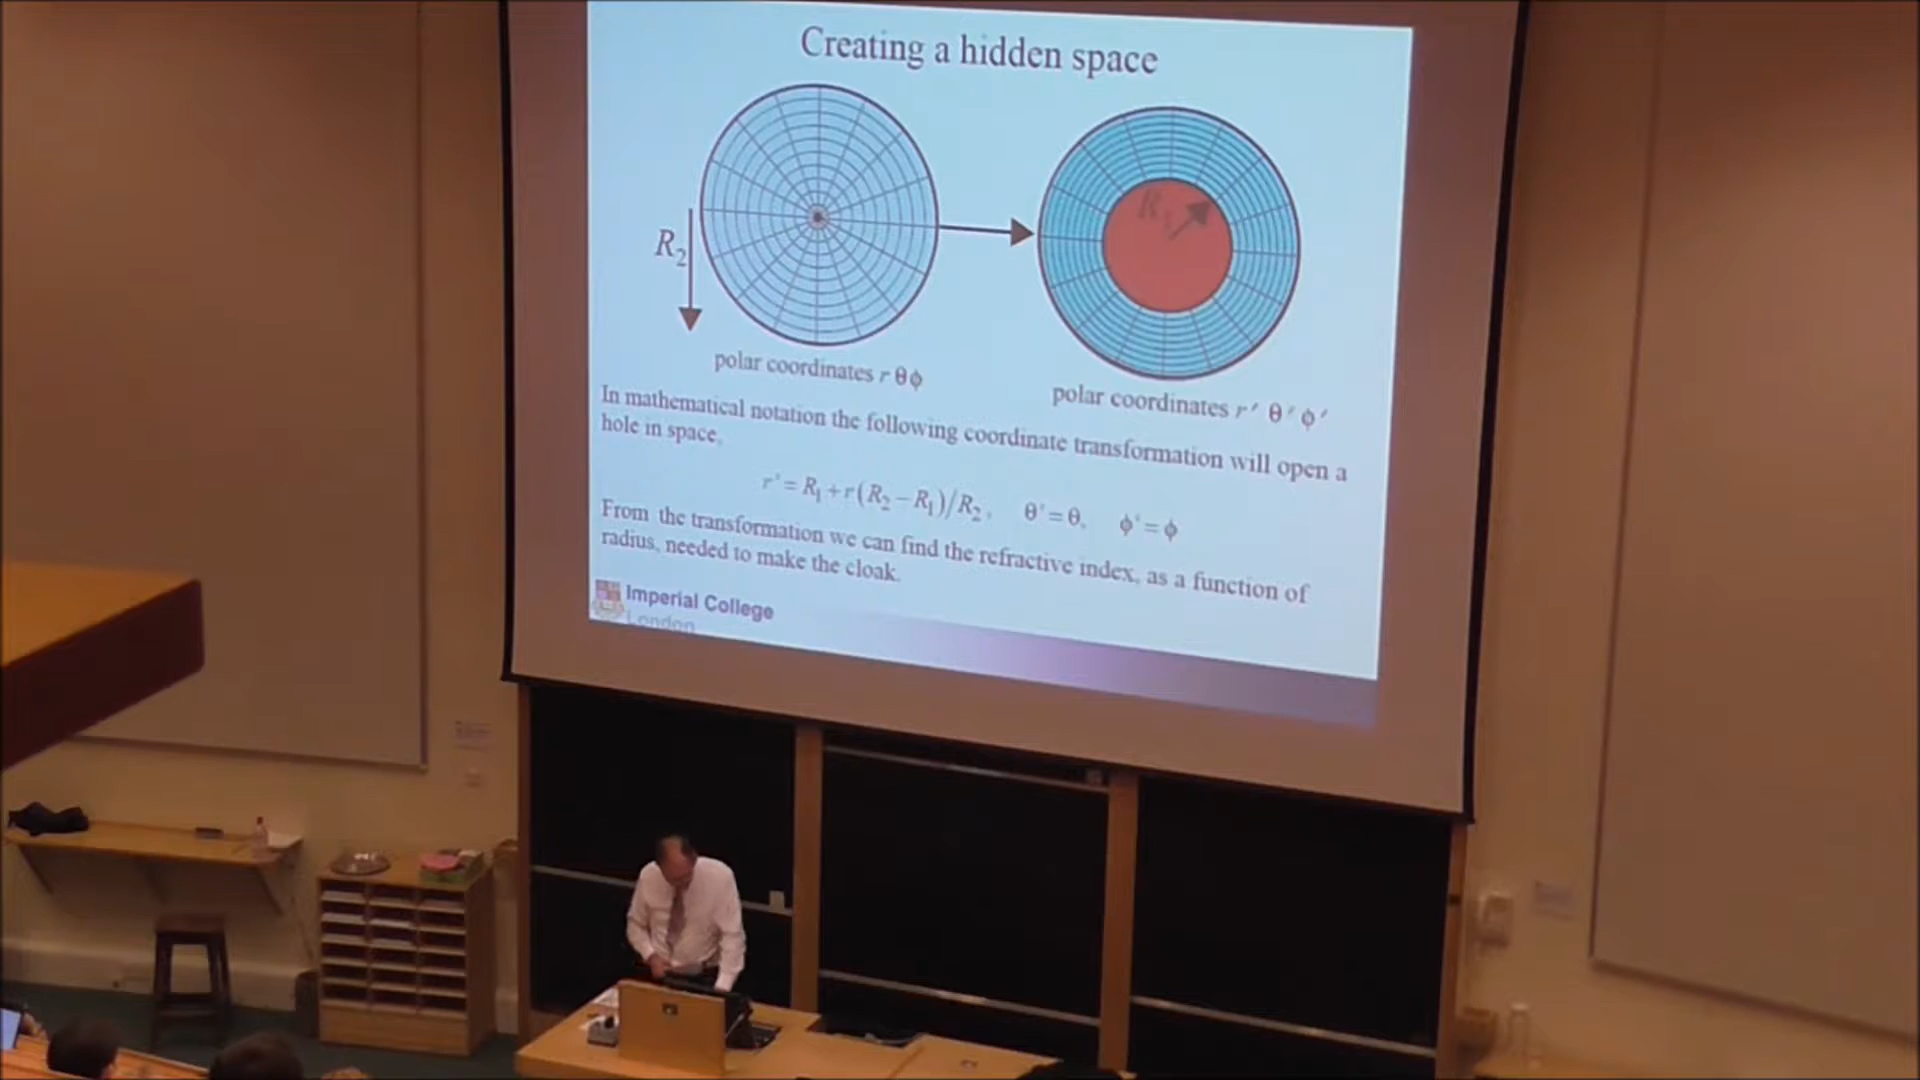 Creating a hidden space
R₂
R₁
polar coordinates r θ ϕ
polar coordinates r′ θ′ ϕ′
In mathematical notation the following coordinate transformation will open a
hole in space,
r' = R₁ + r(R₂ − R₁)/R₂, θ' = θ, ϕ' = ϕ
From the transformation we can find the refractive index, as a function of
radius, needed to make the cloak.
Imperial College
London